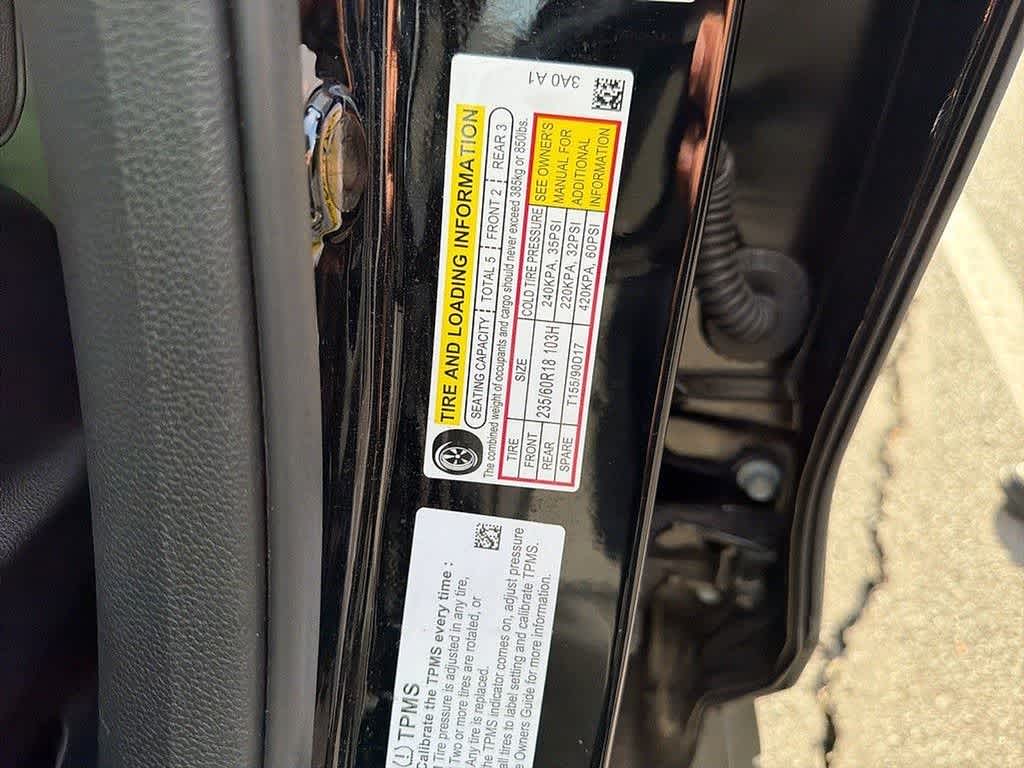 3A0 A1
TIRE AND LOADING INFORMATION
SEATING CAPACITY TOTAL 5 FRONT 2 REAR 3
The combined weight of occupants and cargo should never exceed 385kg or 850lbs.
TIRE SIZE COLD TIRE PRESSURE
FRONT 235/60R18 103H 240KPA, 35PSI
REAR 220KPA, 32PSI
SPARE T155/90D17 420KPA, 60PSI
SEE OWNER'S
MANUAL FOR
ADDITIONAL
INFORMATION
TPMS
Calibrate the TPMS every time :
Tire pressure is adjusted in any tire,
Two or more tires are rotated, or
Any tire is replaced.
the TPMS indicator comes on, adjust pressure
all tires to label setting and calibrate TPMS.
Owners Guide for more information.